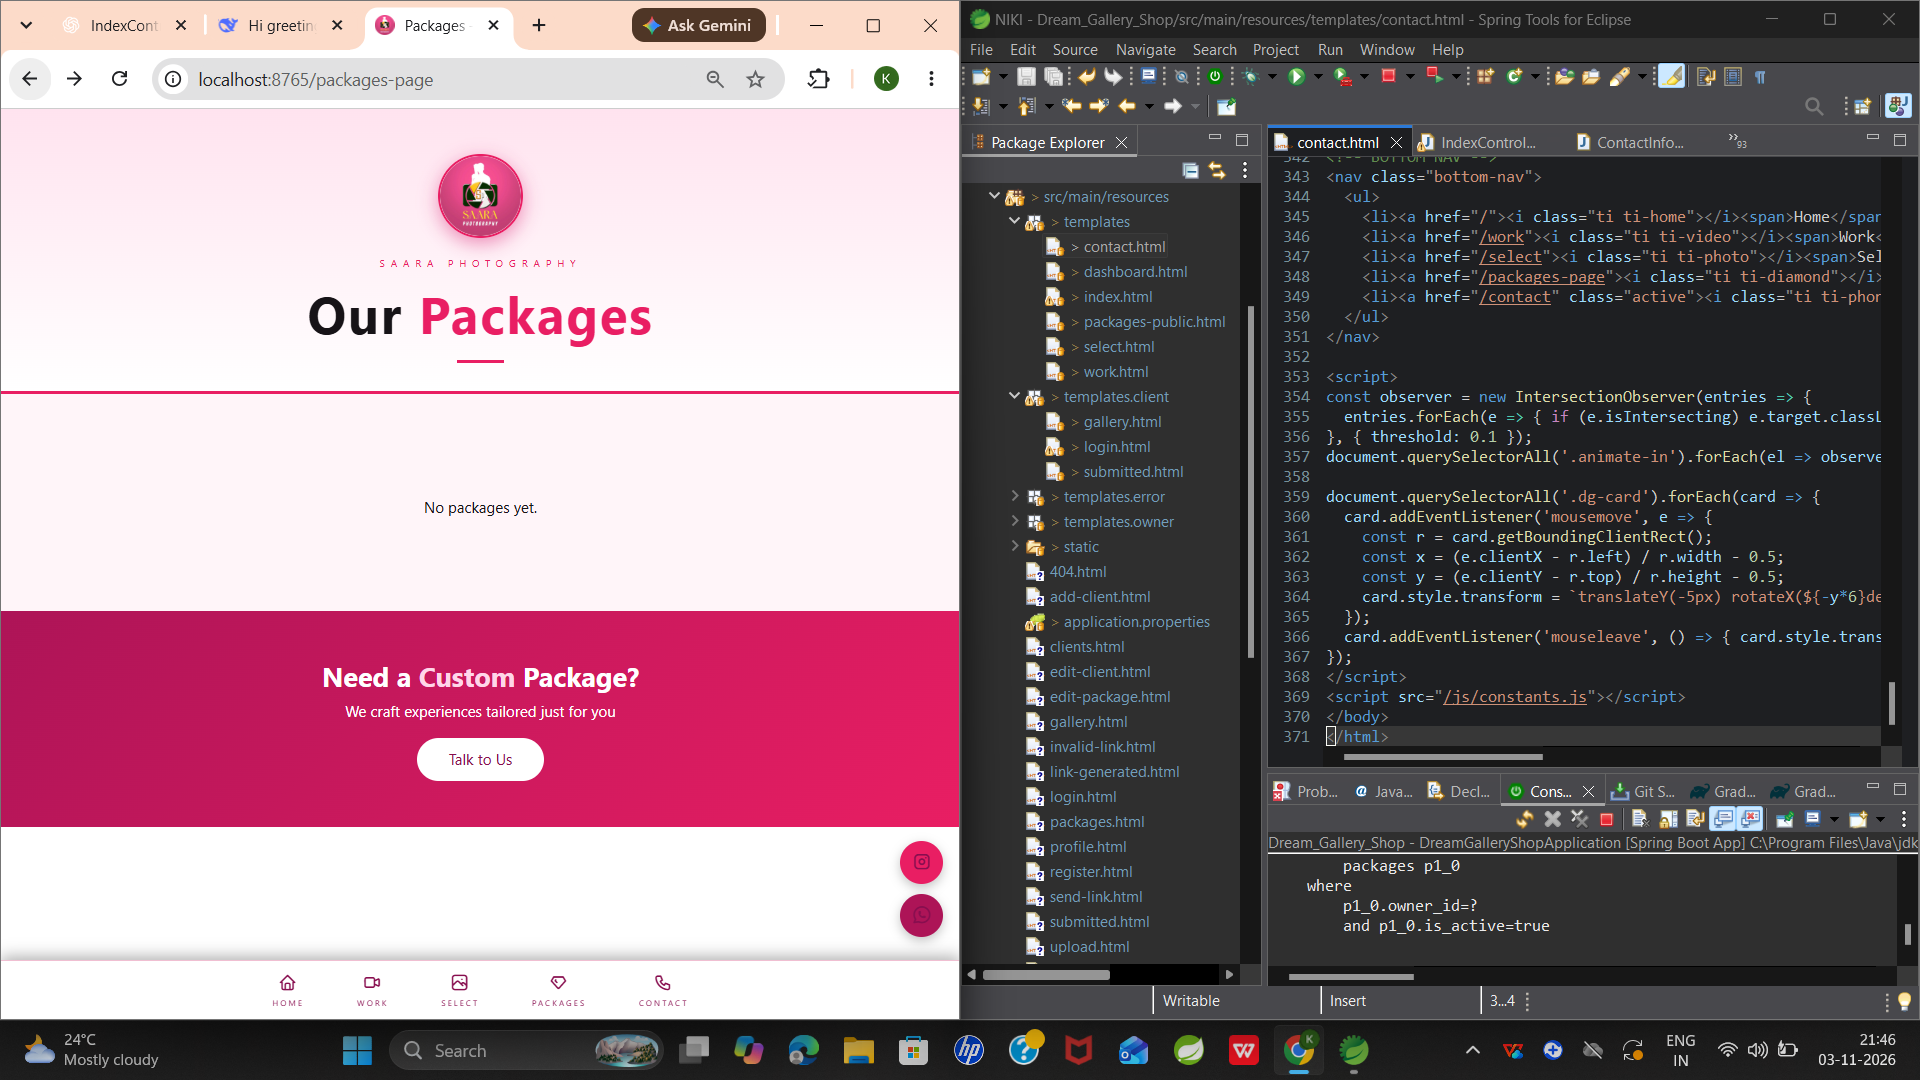 IndexCont
Hi greetin
Packages -
Ask Gemini
localhost:8765/packages-page
K
SAARA
PHOTOGRAPHY
SAARA PHOTOGRAPHY
Our Packages
No packages yet.
Need a Custom Package?
We craft experiences tailored just for you
Talk to Us
HOME
WORK
SELECT
PACKAGES
CONTACT
NIKI - Dream_Gallery_Shop/src/main/resources/templates/contact.html - Spring Tools for Eclipse
File Edit Source Navigate Search Project Run Window Help
Package Explorer
> src/main/resources
> templates
> contact.html
> dashboard.html
> index.html
> packages-public.html
> select.html
> work.html
> templates.client
> gallery.html
> login.html
> submitted.html
> templates.error
> templates.owner
> static
404.html
add-client.html
> application.properties
clients.html
edit-client.html
edit-package.html
gallery.html
invalid-link.html
link-generated.html
login.html
packages.html
profile.html
register.html
send-link.html
submitted.html
upload.html
contact.html
IndexControl...
ContactInfo...
»93
342 <!-- BOTTOM NAV -->
343 <nav class="bottom-nav">
344 <ul>
345 <li><a href="/"><i class="ti ti-home"></i><span>Home</span
346 <li><a href="/work"><i class="ti ti-video"></i><span>Work<
347 <li><a href="/select"><i class="ti ti-photo"></i><span>Sel
348 <li><a href="/packages-page"><i class="ti ti-diamond"></i>
349 <li><a href="/contact" class="active"><i class="ti ti-phon
350 </ul>
351 </nav>
352
353 <script>
354 const observer = new IntersectionObserver(entries => {
355 entries.forEach(e => { if (e.isIntersecting) e.target.classL
356 }, { threshold: 0.1 });
357 document.querySelectorAll('.animate-in').forEach(el => observe
358
359 document.querySelectorAll('.dg-card').forEach(card => {
360 card.addEventListener('mousemove', e => {
361 const r = card.getBoundingClientRect();
362 const x = (e.clientX - r.left) / r.width - 0.5;
363 const y = (e.clientY - r.top) / r.height - 0.5;
364 card.style.transform = `translateY(-5px) rotateX(${-y*6}de
365 });
366 card.addEventListener('mouseleave', () => { card.style.trans
367 });
368 </script>
369 <script src="/js/constants.js"></script>
370 </body>
371 </html>
Prob...
Java...
Decl...
Cons...
Git S...
Grad...
Grad...
Dream_Gallery_Shop - DreamGalleryShopApplication [Spring Boot App] C:\Program Files\Java\jdk
packages p1_0
where
p1_0.owner_id=?
and p1_0.is_active=true
Writable
Insert
3...4
24°C
Mostly cloudy
Search
ENG
IN
21:46
03-11-2026